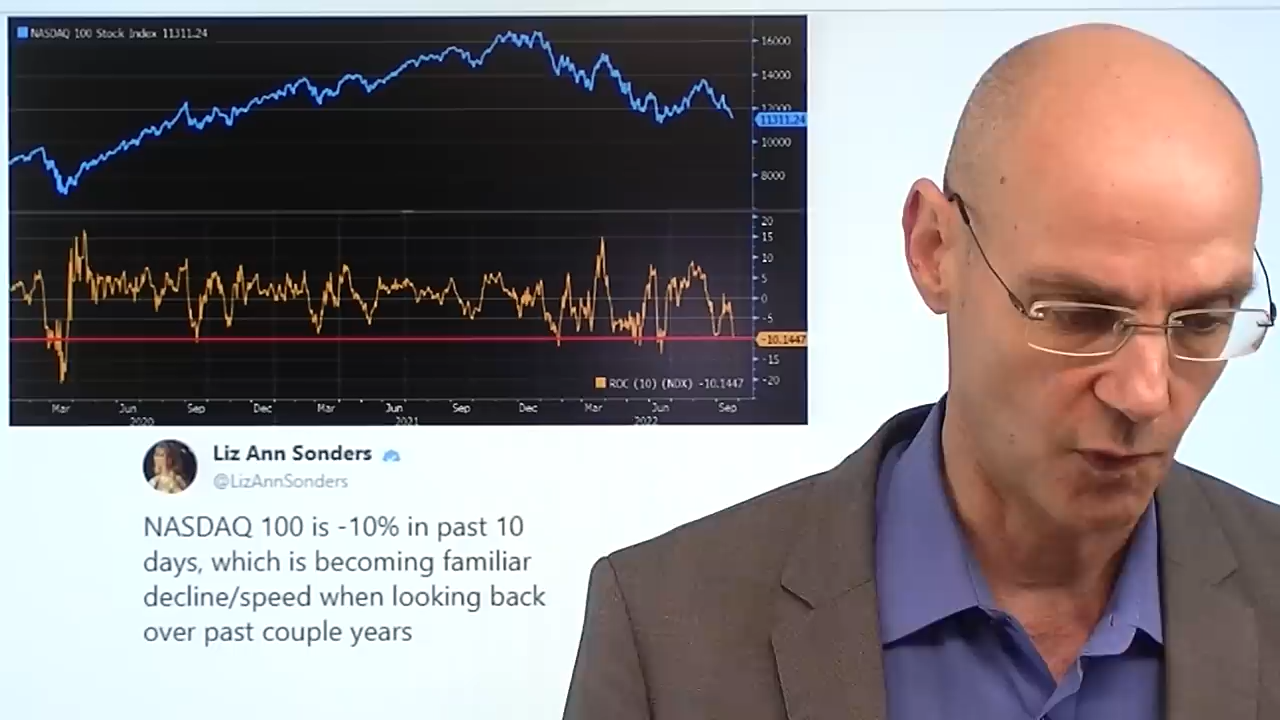 NASDAQ 100 Stock Index 11311.24
16000
14000
12000
11311.24
10000
8000
20
15
10
5
0
-5
-10.1447
-15
-20
ROC (10) (NDX) -10.1447
Mar Jun Sep Dec Mar Jun Sep Dec Mar Jun Sep
2020 2021 2022
Liz Ann Sonders
@LizAnnSonders
NASDAQ 100 is -10% in past 10
days, which is becoming familiar
decline/speed when looking back
over past couple years